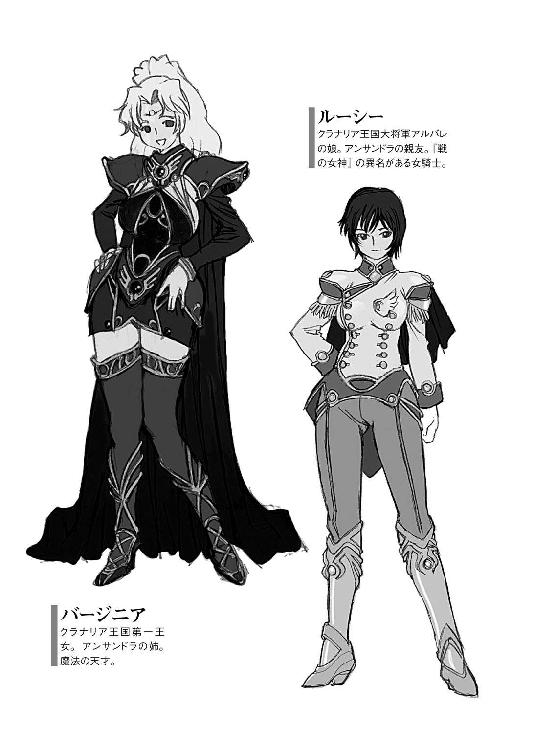 ルーシー
クラナリア王国大将軍アルバレ
の娘。アンサンドラの親友。『戦
の女神』の異名がある女騎士。
バージニア
クラナリア王国第一王
女。アンサンドラの姉。
魔法の天才。